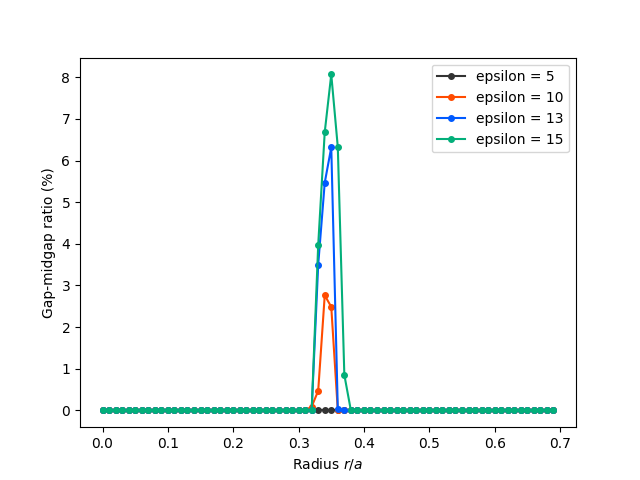 Gap-midgap ratio (%)
8
7
6
5
4
3
2
1
0
epsilon = 5
epsilon = 10
epsilon = 13
epsilon = 15
0.0 0.1 0.2 0.3 0.4 0.5 0.6 0.7
Radius r/a